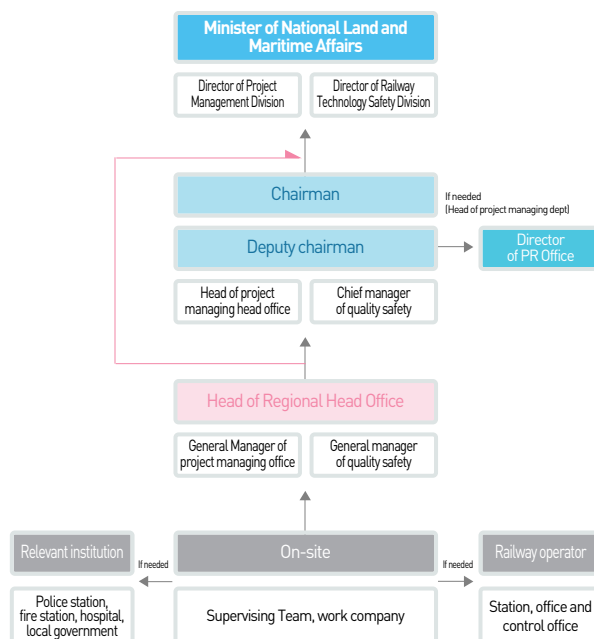 Minister of National Land and
Maritime Affairs
Director of Project
Management Division
Director of Railway
Technology Safety Division
Chairman
If needed
(Head of project managing dept)
Deputy chairman
Director
of PR Office
Head of project
managing head office
Chief manager
of quality safety
Head of Regional Head Office
General Manager of
project managing office
General manager
of quality safety
Relevant institution
If needed
On-site
If needed
Railway operator
Police station,
fire station, hospital,
local government
Supervising Team, work company
Station, office and
control office